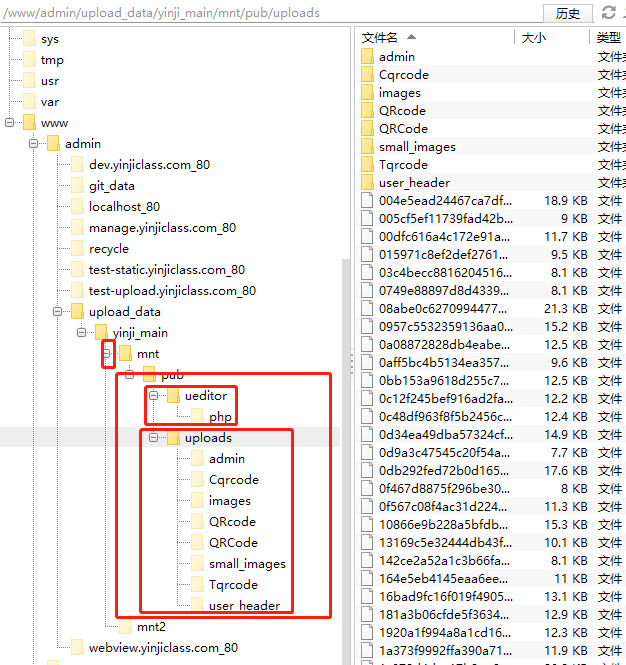 /www/admin/upload_data/yinji_main/mnt/pub/uploads
历史
sys
tmp
usr
var
www
admin
dev.yinjiclass.com_80
git_data
localhost_80
manage.yinjiclass.com_80
recycle
test-static.yinjiclass.com_80
test-upload.yinjiclass.com_80
upload_data
yinji_main
mnt
pub
ueditor
php
uploads
admin
Cqrcode
images
QRcode
QRCode
small_images
Tqrcode
user_header
mnt2
webview.yinjiclass.com_80
文件名 大小 类型
admin 文件夹
Cqrcode 文件夹
images 文件夹
QRcode 文件夹
QRCode 文件夹
small_images 文件夹
Tqrcode 文件夹
user_header 文件夹
004e5ead24467ca7df... 18.9 KB 文件
005cf5ef11739fad42b... 9 KB 文件
00dfc616a4c172e91a... 11.7 KB 文件
015971c8ef2def2761... 9.5 KB 文件
03c4becc8816204516... 8.1 KB 文件
0749e88897d8d4339... 8.1 KB 文件
08abe0c6270994477... 21.3 KB 文件
0957c5532359136aa0... 15.2 KB 文件
0a08872828db4eabe... 12.5 KB 文件
0aff5bc4b5134ea357... 9.6 KB 文件
0bb153a9618d255c7... 12.5 KB 文件
0c12f245bef916ad2fa... 12.2 KB 文件
0c48df963f8f5b2456c... 12.4 KB 文件
0d34ea49dba57324cf... 14.9 KB 文件
0d9a3c47545c20f54a... 7.7 KB 文件
0db292fed72b0d165... 17.6 KB 文件
0f467d8875f296be30... 8 KB 文件
0f567c08f4ac31d224... 11.3 KB 文件
10866e9b228a5bfdb... 15.3 KB 文件
13169c5e32444db43f... 10.1 KB 文件
142ce2a52a1c3b66fa... 8.1 KB 文件
164e5eb4145eaa6ee... 11 KB 文件
16bad9fc16f019f4905... 13.1 KB 文件
181a3b06cfde5f3634... 12.9 KB 文件
1920a1f994a8a1cd16... 12.3 KB 文件
1a373f9992ffa390a71... 11.9 KB 文件